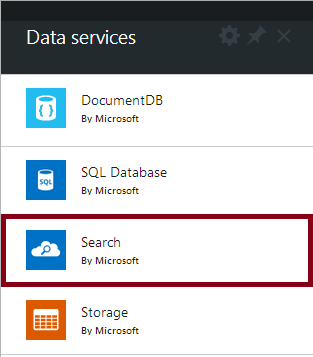 Data services
DocumentDB
{ }
By Microsoft
SQL Database
SQL
By Microsoft
Search
By Microsoft
Storage
By Microsoft